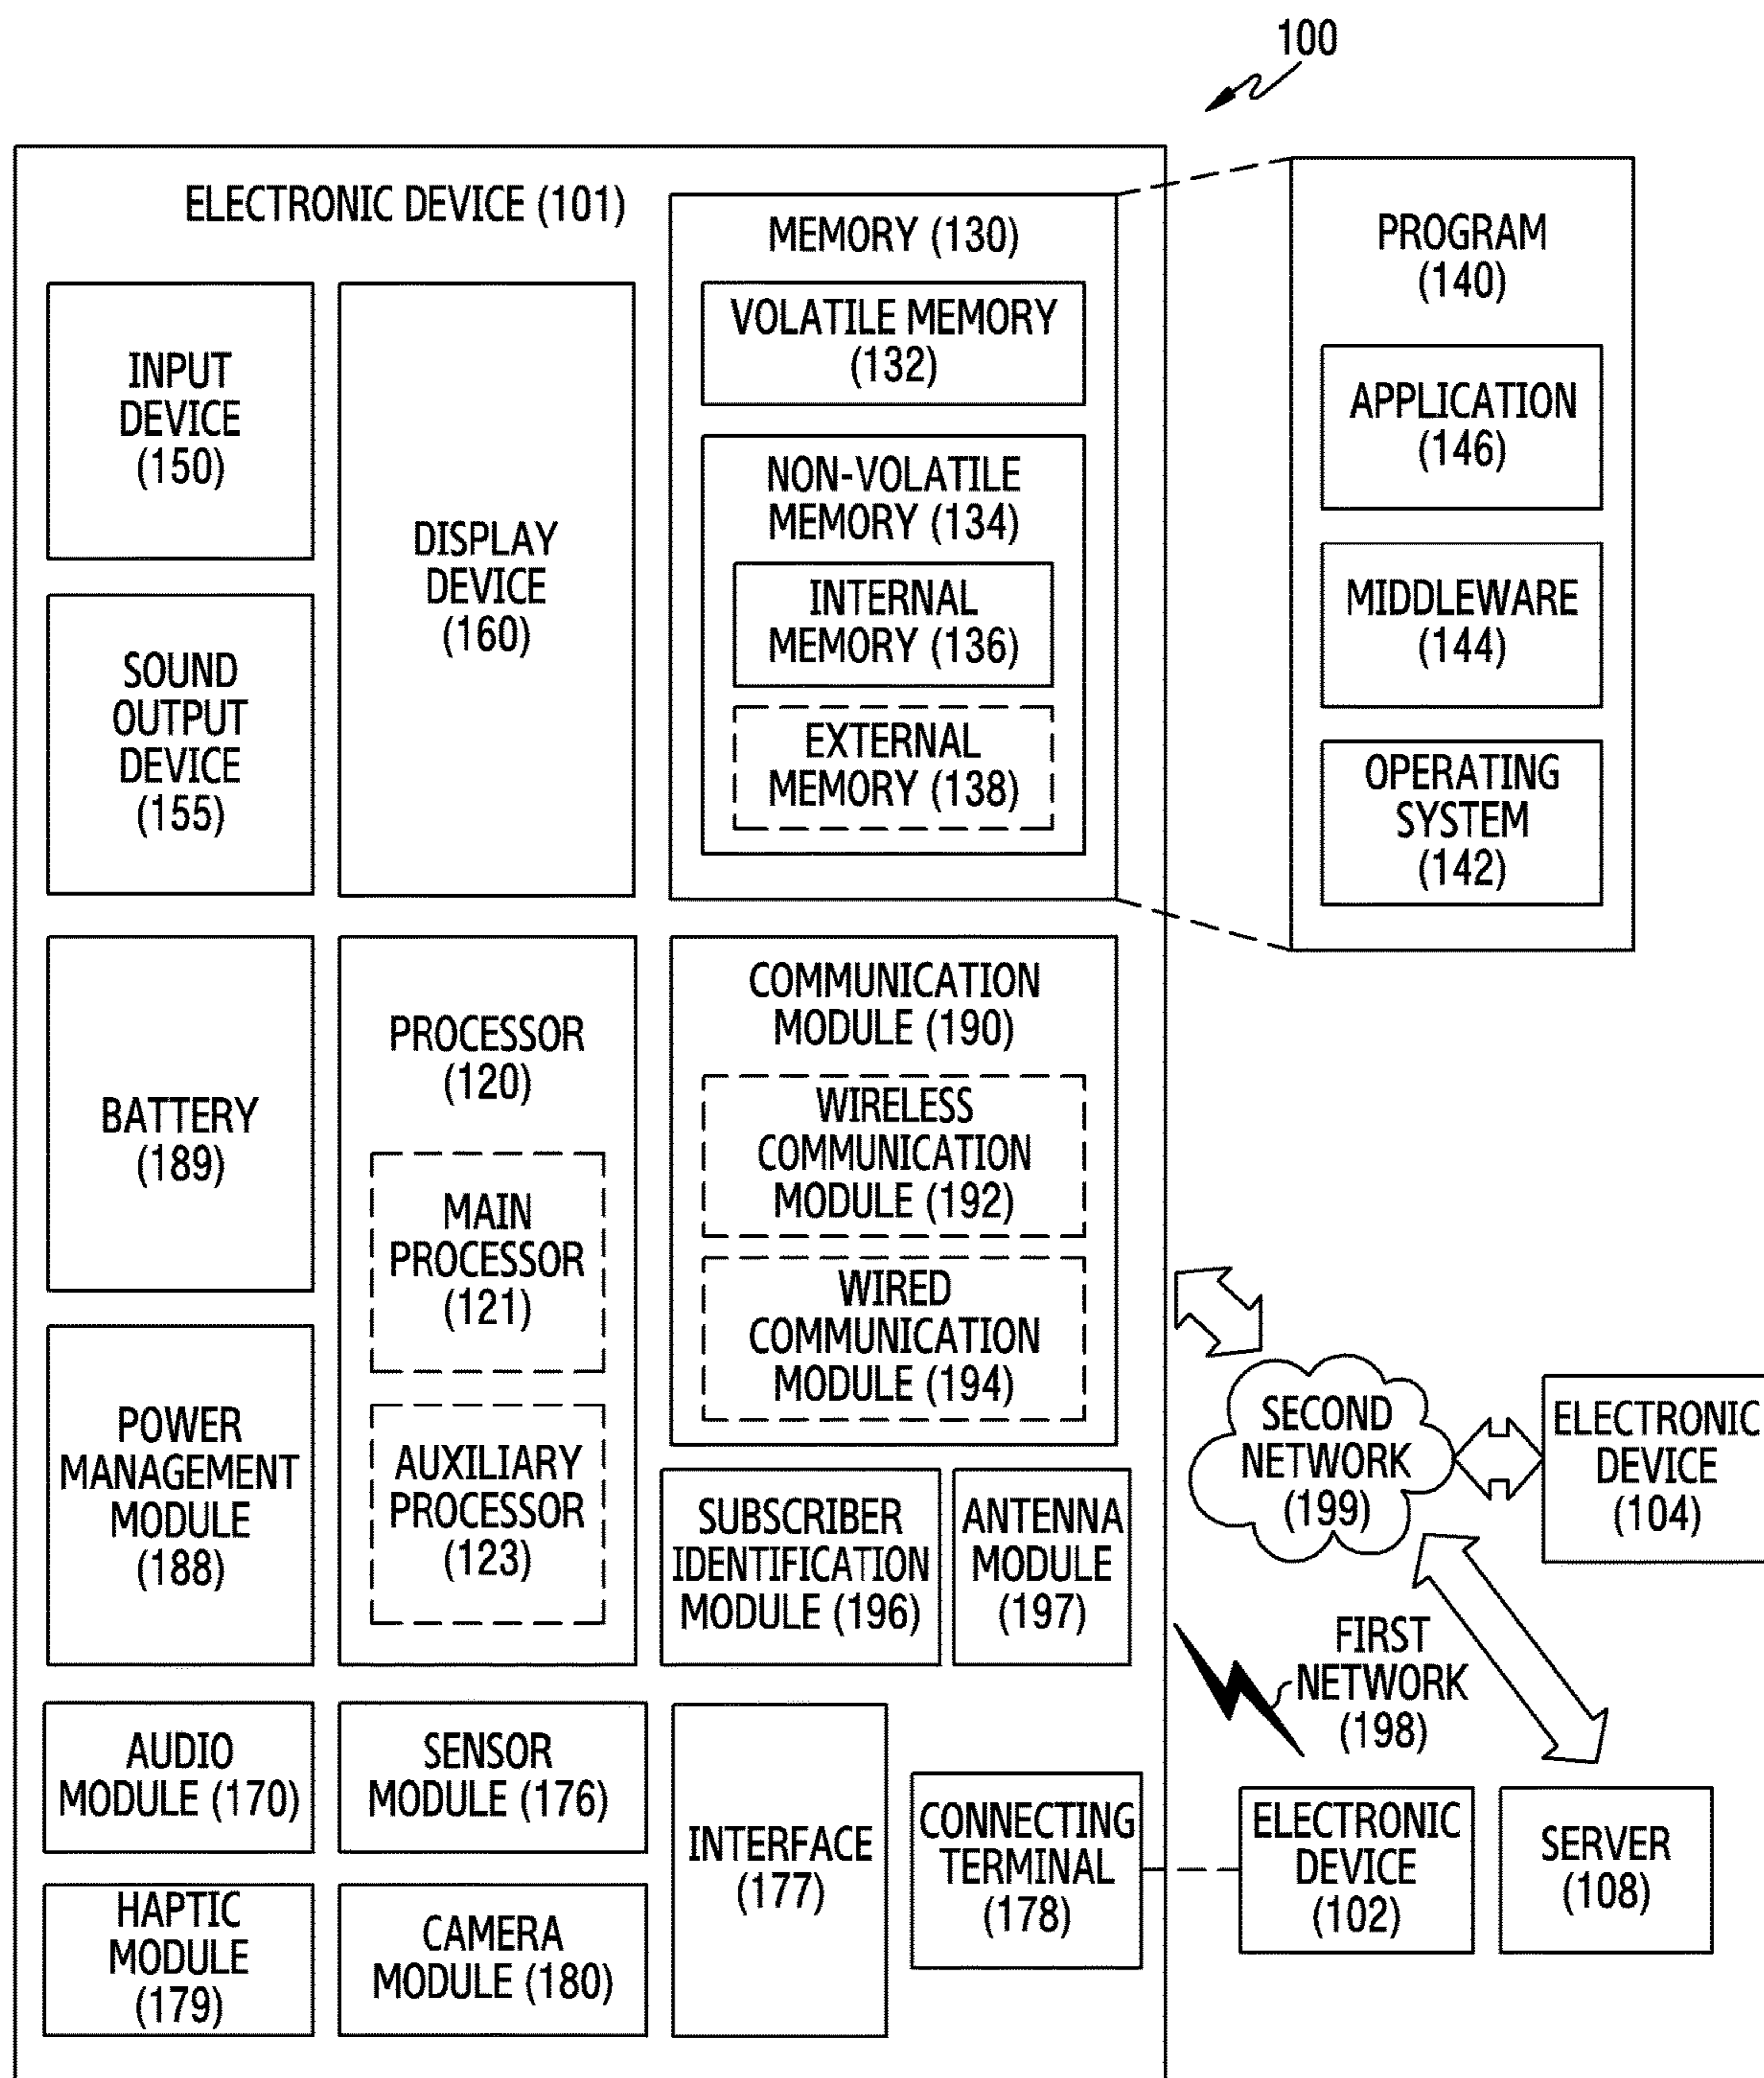 100
ELECTRONIC DEVICE (101)
INPUT
DEVICE
(150)
SOUND
OUTPUT
DEVICE
(155)
DISPLAY
DEVICE
(160)
MEMORY (130)
VOLATILE MEMORY
(132)
NON-VOLATILE
MEMORY (134)
INTERNAL
MEMORY (136)
EXTERNAL
MEMORY (138)
PROGRAM
(140)
APPLICATION
(146)
MIDDLEWARE
(144)
OPERATING
SYSTEM
(142)
BATTERY
(189)
POWER
MANAGEMENT
MODULE
(188)
PROCESSOR
(120)
MAIN
PROCESSOR
(121)
AUXILIARY
PROCESSOR
(123)
COMMUNICATION
MODULE (190)
WIRELESS
COMMUNICATION
MODULE (192)
WIRED
COMMUNICATION
MODULE (194)
SUBSCRIBER
IDENTIFICATION
MODULE (196)
ANTENNA
MODULE
(197)
SECOND
NETWORK
(199)
ELECTRONIC
DEVICE
(104)
FIRST
NETWORK
(198)
AUDIO
MODULE (170)
SENSOR
MODULE (176)
HAPTIC
MODULE
(179)
CAMERA
MODULE (180)
INTERFACE
(177)
CONNECTING
TERMINAL
(178)
ELECTRONIC
DEVICE
(102)
SERVER
(108)